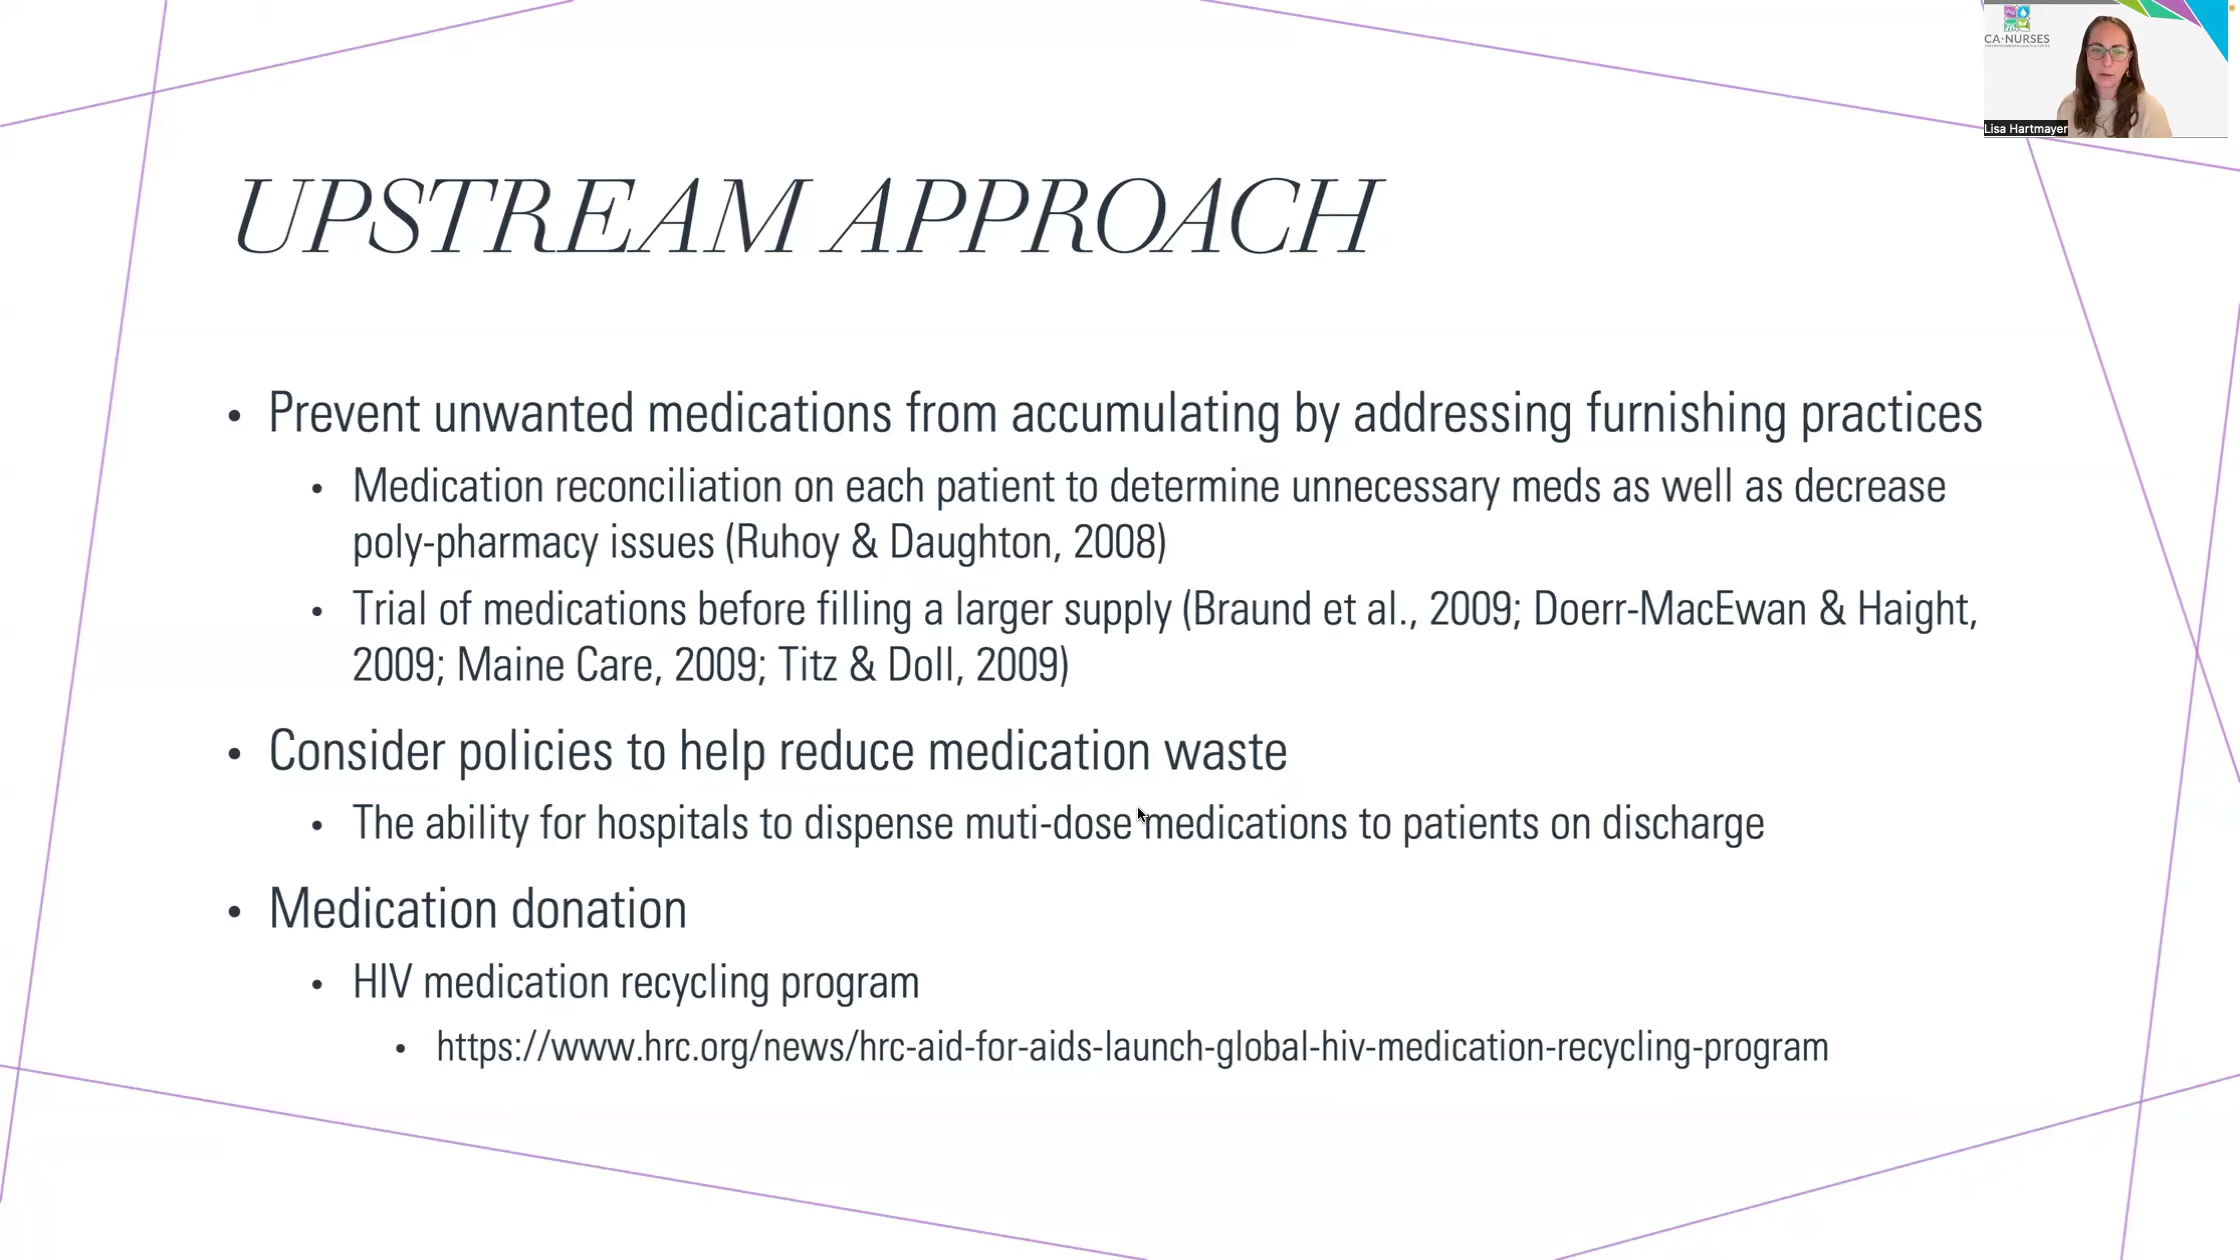 CA·NURSES
Lisa Hartmayer
UPSTREAM APPROACH
• Prevent unwanted medications from accumulating by addressing furnishing practices
• Medication reconciliation on each patient to determine unnecessary meds as well as decrease
poly-pharmacy issues (Ruhoy & Daughton, 2008)
• Trial of medications before filling a larger supply (Braund et al., 2009; Doerr-MacEwan & Haight,
2009; Maine Care, 2009; Titz & Doll, 2009)
• Consider policies to help reduce medication waste
• The ability for hospitals to dispense muti-dose medications to patients on discharge
• Medication donation
• HIV medication recycling program
• https://www.hrc.org/news/hrc-aid-for-aids-launch-global-hiv-medication-recycling-program